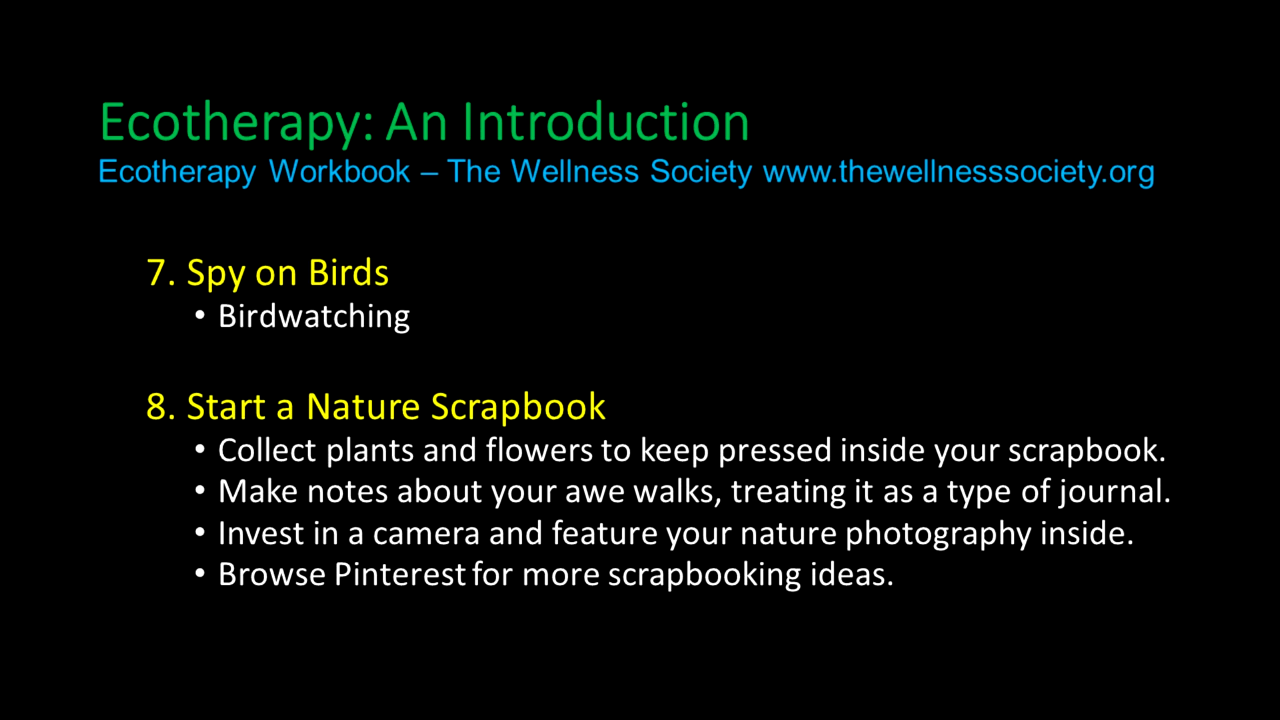 Ecotherapy: An Introduction
Ecotherapy Workbook – The Wellness Society www.thewellnesssociety.org
7. Spy on Birds
• Birdwatching
8. Start a Nature Scrapbook
• Collect plants and flowers to keep pressed inside your scrapbook.
• Make notes about your awe walks, treating it as a type of journal.
• Invest in a camera and feature your nature photography inside.
• Browse Pinterest for more scrapbooking ideas.